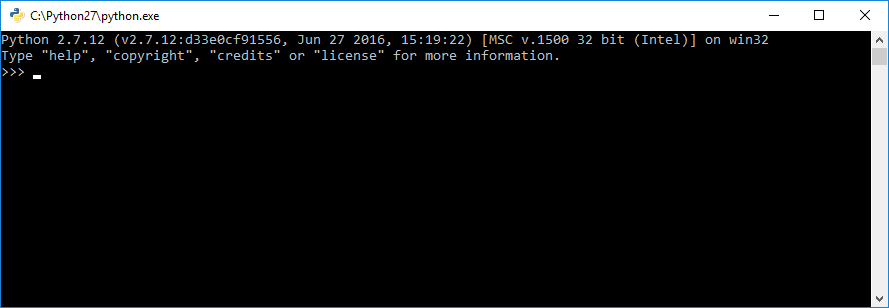 C:\Python27\python.exe
Python 2.7.12 (v2.7.12:d33e0cf91556, Jun 27 2016, 15:19:22) [MSC v.1500 32 bit (Intel)] on win32
Type "help", "copyright", "credits" or "license" for more information.
>>>